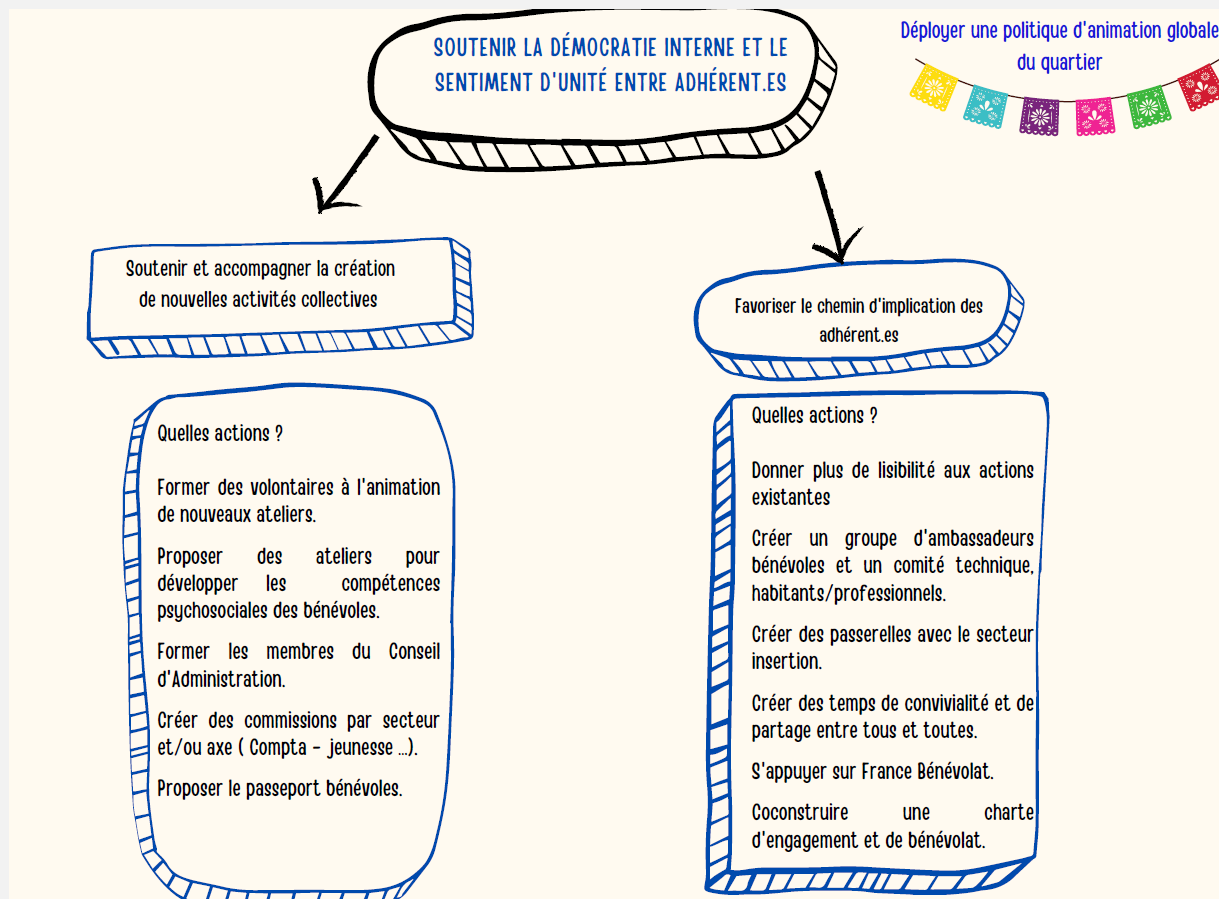 SOUTENIR LA DÉMOCRATIE INTERNE ET LE
SENTIMENT D'UNITÉ ENTRE ADHÉRENT.ES
Déployer une politique d'animation globale
du quartier
Soutenir et accompagner la création
de nouvelles activités collectives
Quelles actions ?
Former des volontaires à l'animation
de nouveaux ateliers.
Proposer des ateliers pour
développer les compétences
psychosociales des bénévoles.
Former les membres du Conseil
d'Administration.
Créer des commissions par secteur
et/ou axe ( Compta - jeunesse ...).
Proposer le passeport bénévoles.
Favoriser le chemin d'implication des
adhérent.es
Quelles actions ?
Donner plus de lisibilité aux actions
existantes
Créer un groupe d'ambassadeurs
bénévoles et un comité technique,
habitants/professionnels.
Créer des passerelles avec le secteur
insertion.
Créer des temps de convivialité et de
partage entre tous et toutes.
S'appuyer sur France Bénévolat.
Coconstruire une charte
d'engagement et de bénévolat.